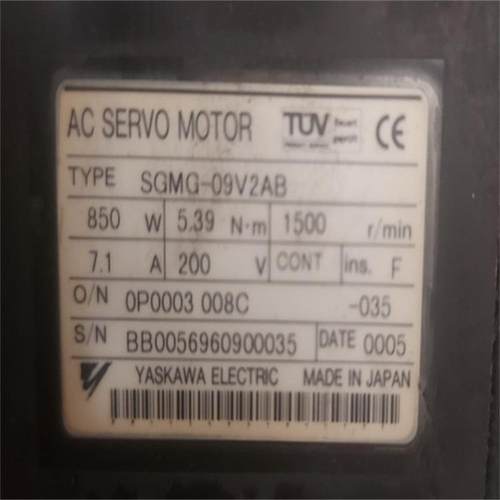 AC SERVO MOTOR TÜV CE
TYPE SGMG-09V2AB
850 W 5.39 N·m 1500 r/min
7.1 A 200 V CONT ins. F
O/N 0P0003 008C -035
S/N BB0056960900035 DATE 0005
YASKAWA ELECTRIC MADE IN JAPAN